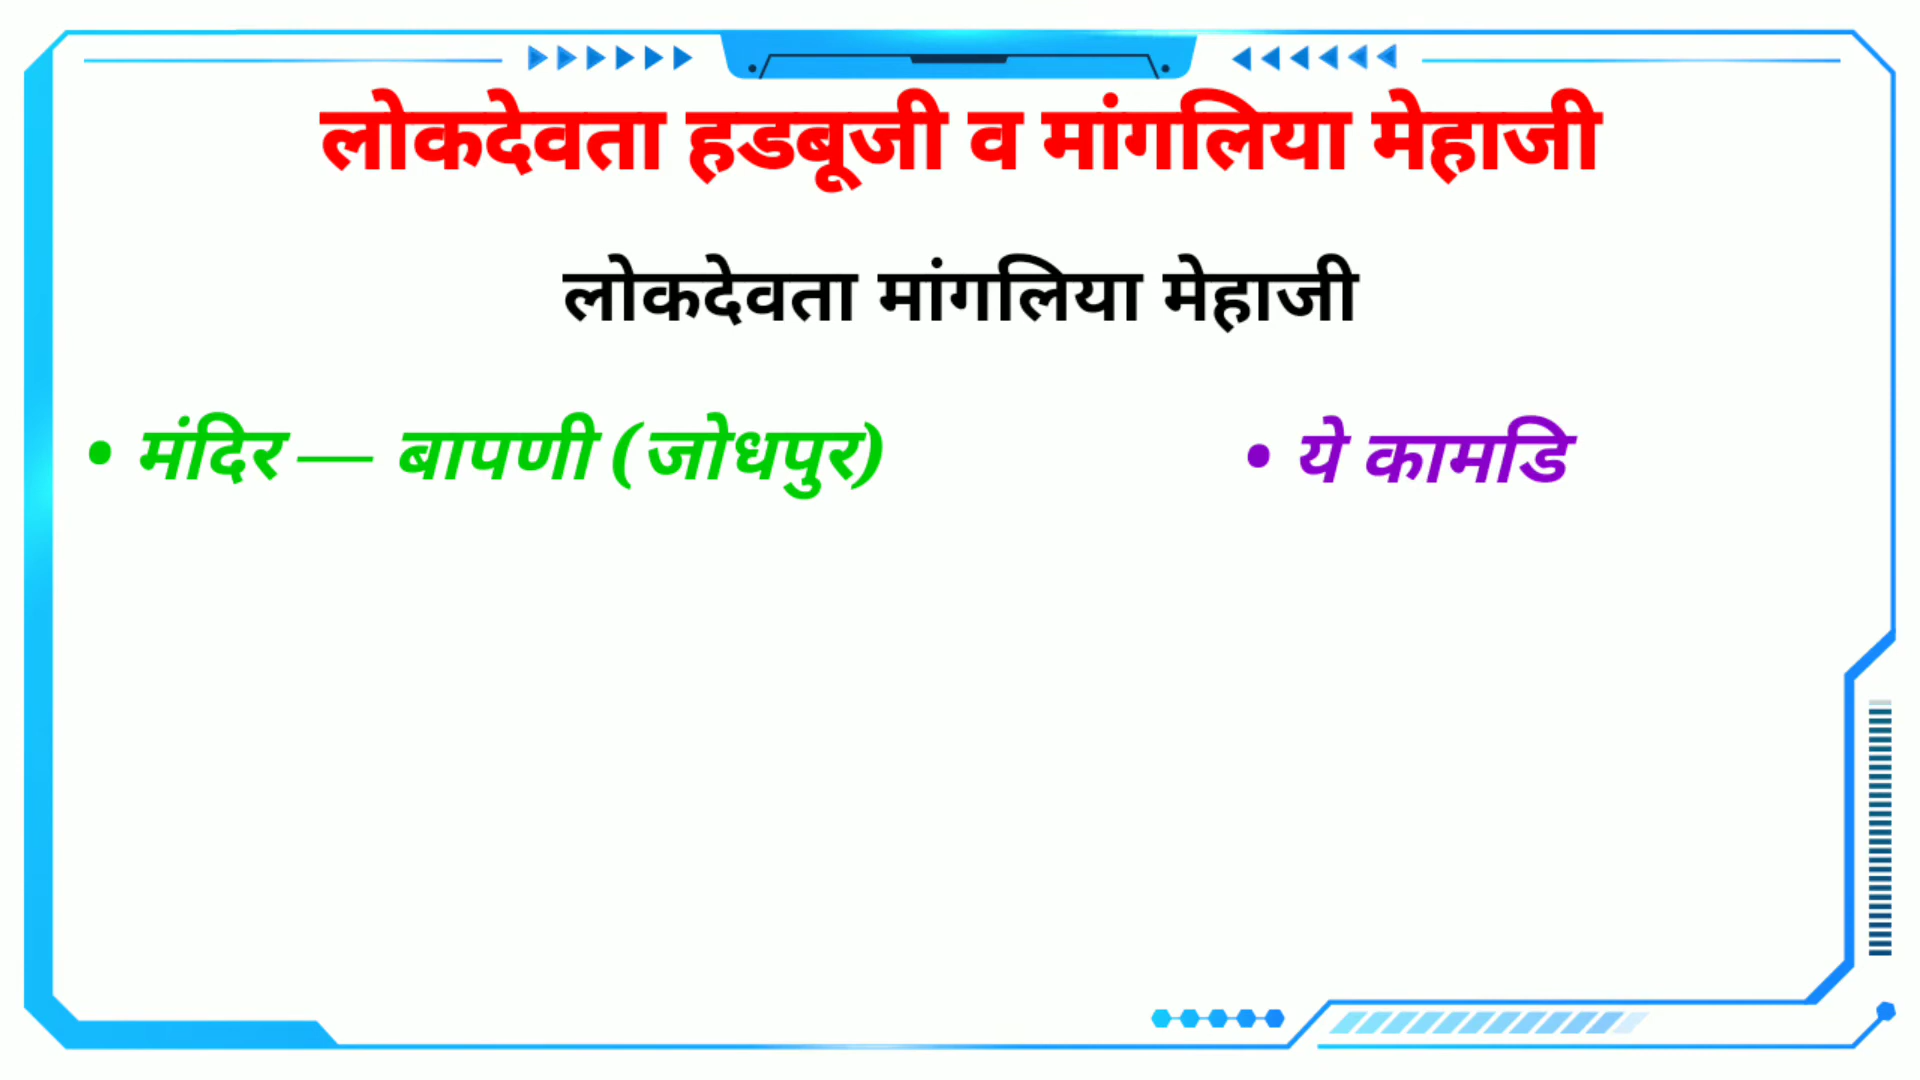 लोकदेवता हडबूजी व मांगलिया मेहाजी
लोकदेवता मांगलिया मेहाजी
• मंदिर — बापणी (जोधपुर)
• ये कामडि